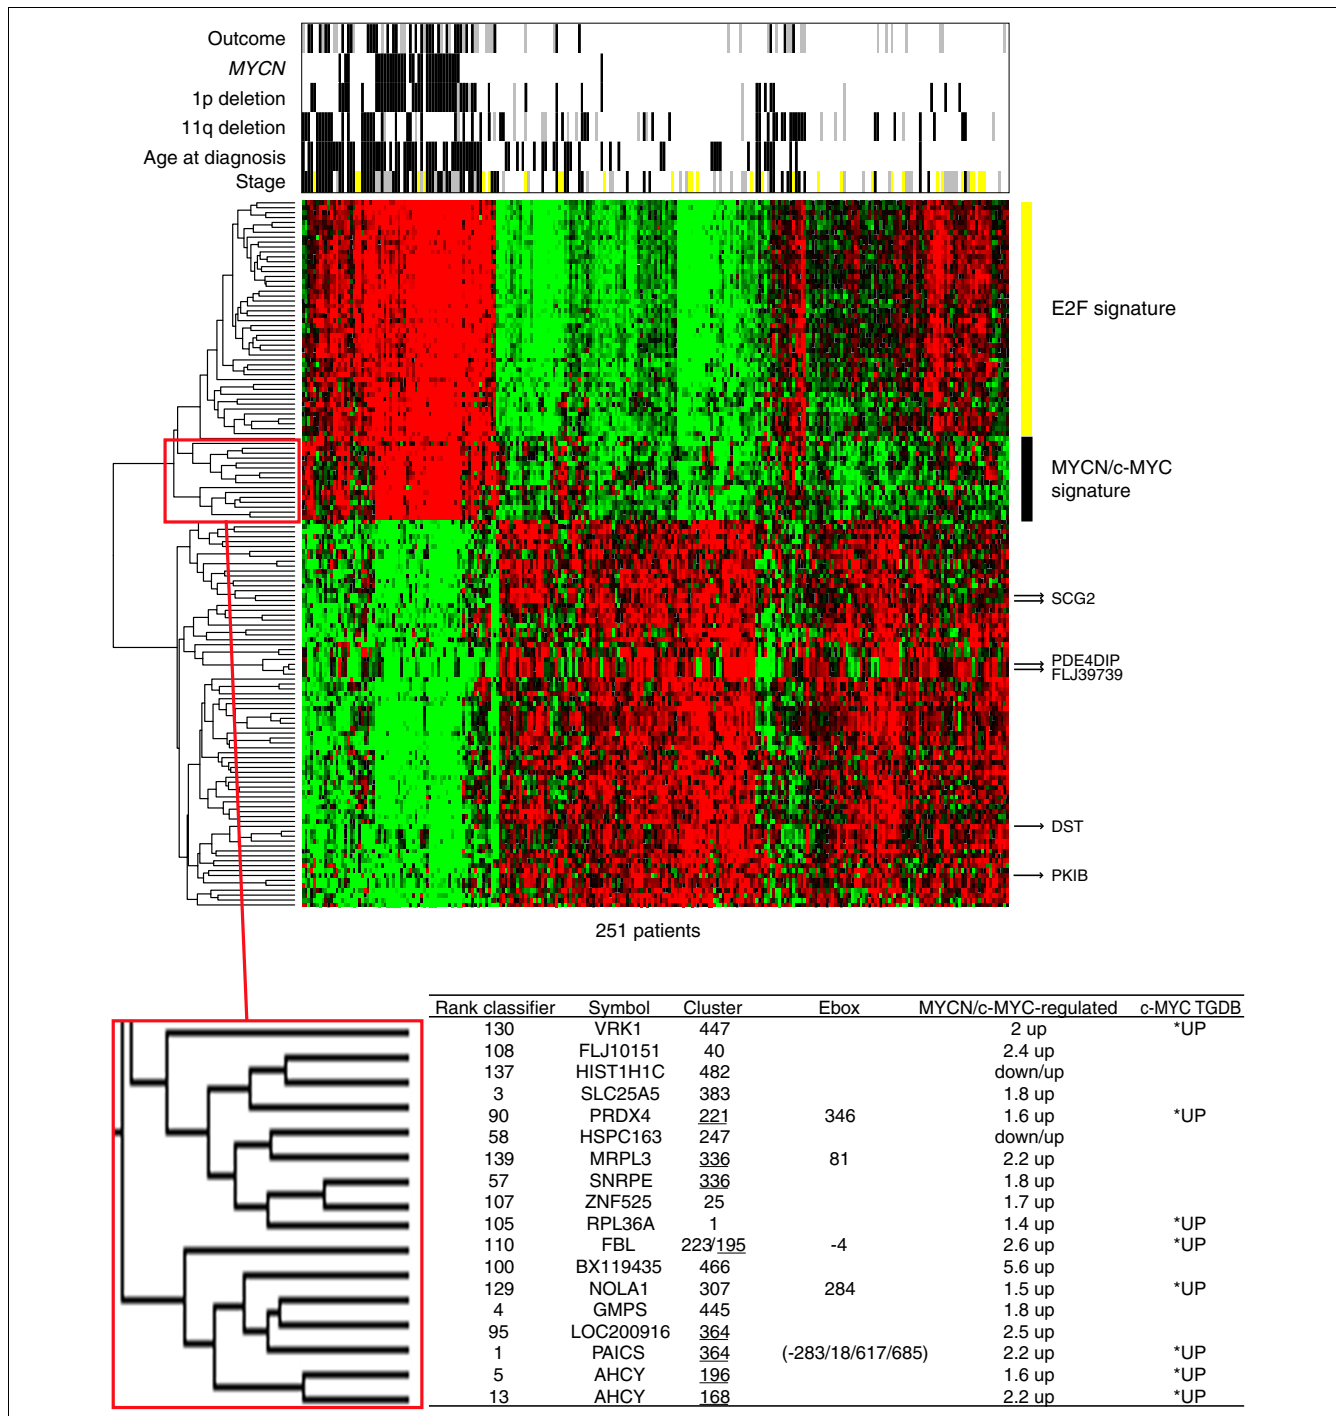 Outcome
MYCN
1p deletion
11q deletion
Age at diagnosis
Stage
E2F signature
MYCN/c-MYC
signature
SCG2
PDE4DIP
FLJ39739
DST
PKIB
251 patients
Rank classifier Symbol Cluster Ebox MYCN/c-MYC-regulated c-MYC TGDB
130 VRK1 447 2 up *UP
108 FLJ10151 40 2.4 up
137 HIST1H1C 482 down/up
3 SLC25A5 383 1.8 up
90 PRDX4 221 346 1.6 up *UP
58 HSPC163 247 down/up
139 MRPL3 336 81 2.2 up
57 SNRPE 336 1.8 up
107 ZNF525 25 1.7 up
105 RPL36A 1 1.4 up *UP
110 FBL 223/195 -4 2.6 up *UP
100 BX119435 466 5.6 up
129 NOLA1 307 284 1.5 up *UP
4 GMPS 445 1.8 up
95 LOC200916 364 2.5 up
1 PAICS 364 (-283/18/617/685) 2.2 up *UP
5 AHCY 196 1.6 up *UP
13 AHCY 168 2.2 up *UP